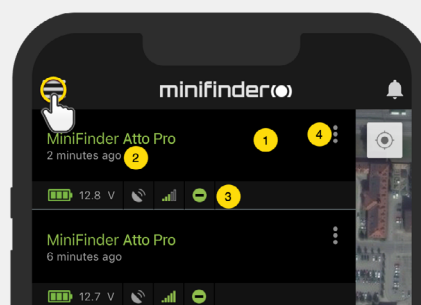 minifinder
MiniFinder Atto Pro
2 minutes ago
1
4
2
12.8 V
3
MiniFinder Atto Pro
6 minutes ago
12.7 V